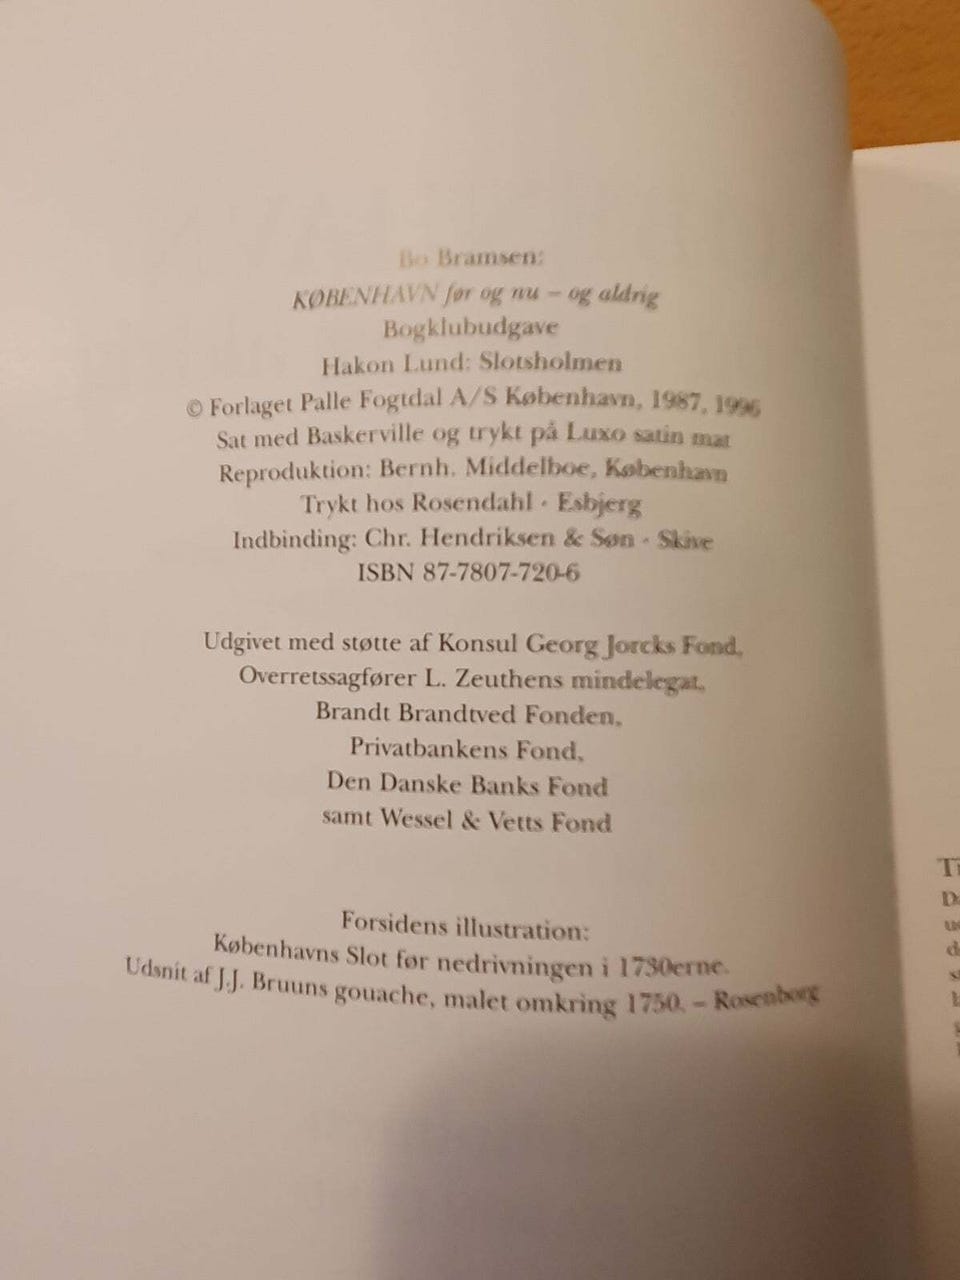 Bo Bramsen:
KØBENHAVN før og nu – og aldrig
Bogklubudgave
Hakon Lund: Slotsholmen
© Forlaget Palle Fogtdal A/S København, 1987, 1996
Sat med Baskerville og trykt på Luxo satin mat
Reproduktion: Bernh. Middelboe, København
Trykt hos Rosendahl · Esbjerg
Indbinding: Chr. Hendriksen & Søn · Skive
ISBN 87-7807-720-6
Udgivet med støtte af Konsul Georg Jorcks Fond,
Overretssagfører L. Zeuthens mindelegat,
Brandt Brandtved Fonden,
Privatbankens Fond,
Den Danske Banks Fond
samt Wessel & Vetts Fond
Forsidens illustration:
Københavns Slot før nedrivningen i 1730erne.
Udsnit af J.J. Bruuns gouache, malet omkring 1750. – Rosenborg